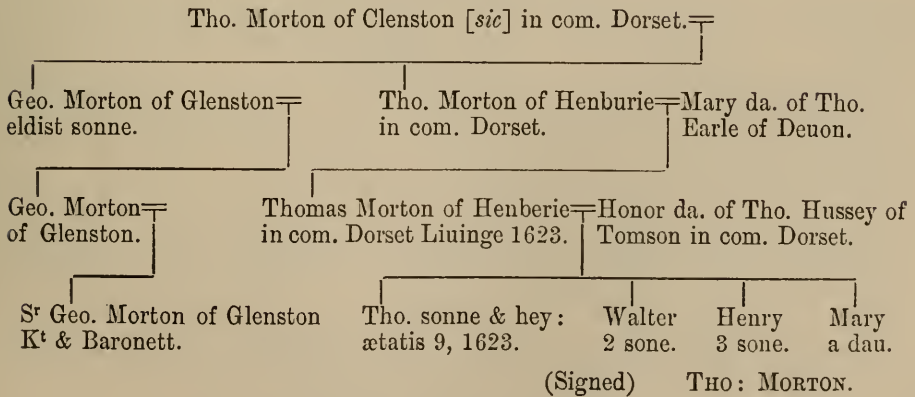 Tho. Morton of Clenston [sic] in com. Dorset.
Geo. Morton of Glenston Tho. Morton of Henburie Mary da. of Tho.
eldist sonne. in com. Dorset. Earle of Deuon.
Geo. Morton Thomas Morton of Henberie Honor da. of Tho. Hussey of
of Glenston. in com. Dorset Liuinge 1623. Tomson in com. Dorset.
Sʳ Geo. Morton of Glenston Tho. sonne & hey: Walter Henry Mary
Kᵗ & Baronett. ætatis 9, 1623. 2 sone. 3 sone. a dau.
(Signed) THO: MORTON.